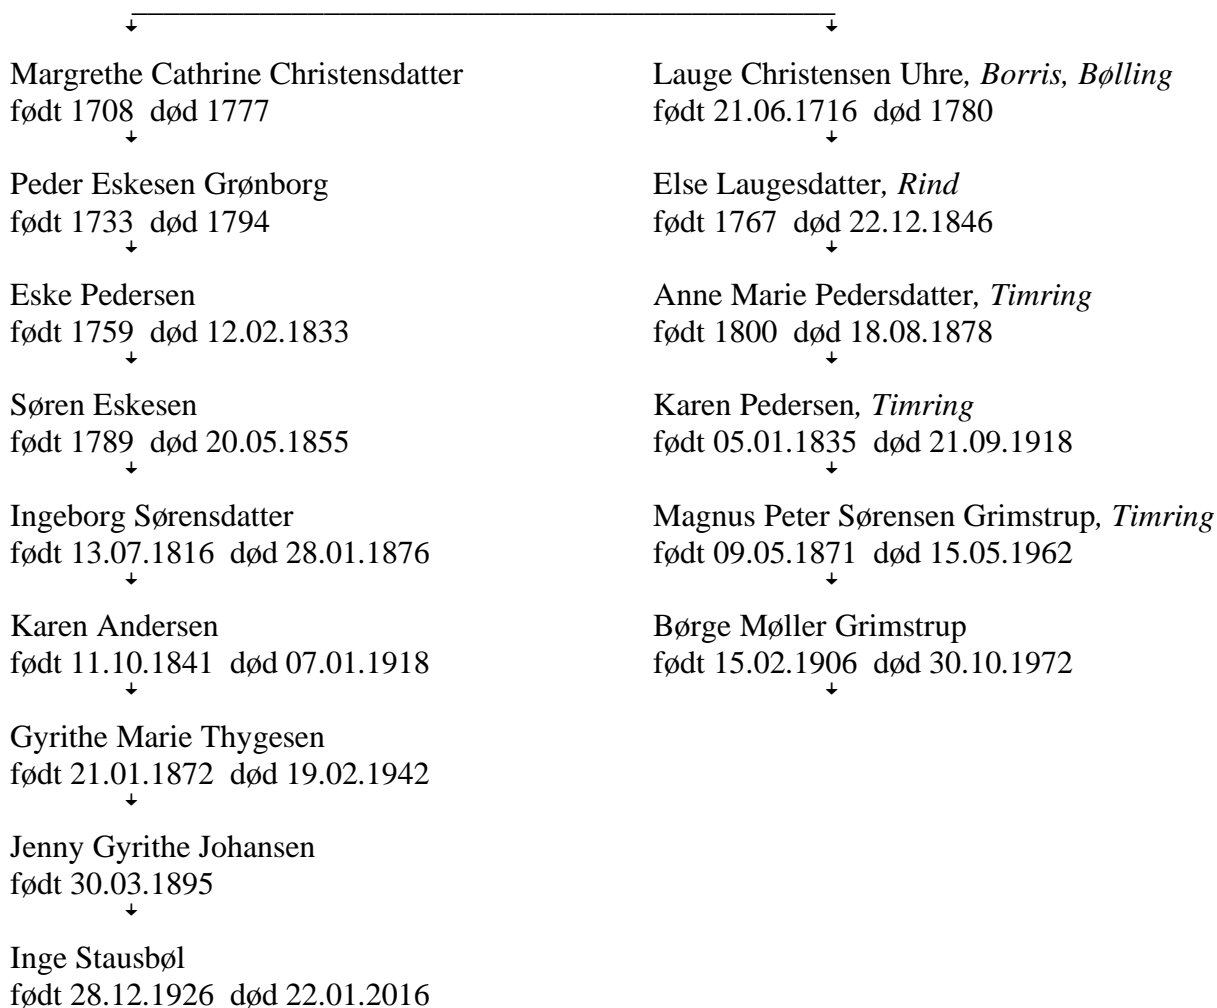 Margrethe Cathrine Christensdatter
født 1708 død 1777
Peder Eskesen Grønborg
født 1733 død 1794
Eske Pedersen
født 1759 død 12.02.1833
Søren Eskesen
født 1789 død 20.05.1855
Ingeborg Sørensdatter
født 13.07.1816 død 28.01.1876
Karen Andersen
født 11.10.1841 død 07.01.1918
Gyrithe Marie Thygesen
født 21.01.1872 død 19.02.1942
Jenny Gyrithe Johansen
født 30.03.1895
Inge Stausbøl
født 28.12.1926 død 22.01.2016
Lauge Christensen Uhre, Borris, Bølling
født 21.06.1716 død 1780
Else Laugesdatter, Rind
født 1767 død 22.12.1846
Anne Marie Pedersdatter, Timring
født 1800 død 18.08.1878
Karen Pedersen, Timring
født 05.01.1835 død 21.09.1918
Magnus Peter Sørensen Grimstrup, Timring
født 09.05.1871 død 15.05.1962
Børge Møller Grimstrup
født 15.02.1906 død 30.10.1972